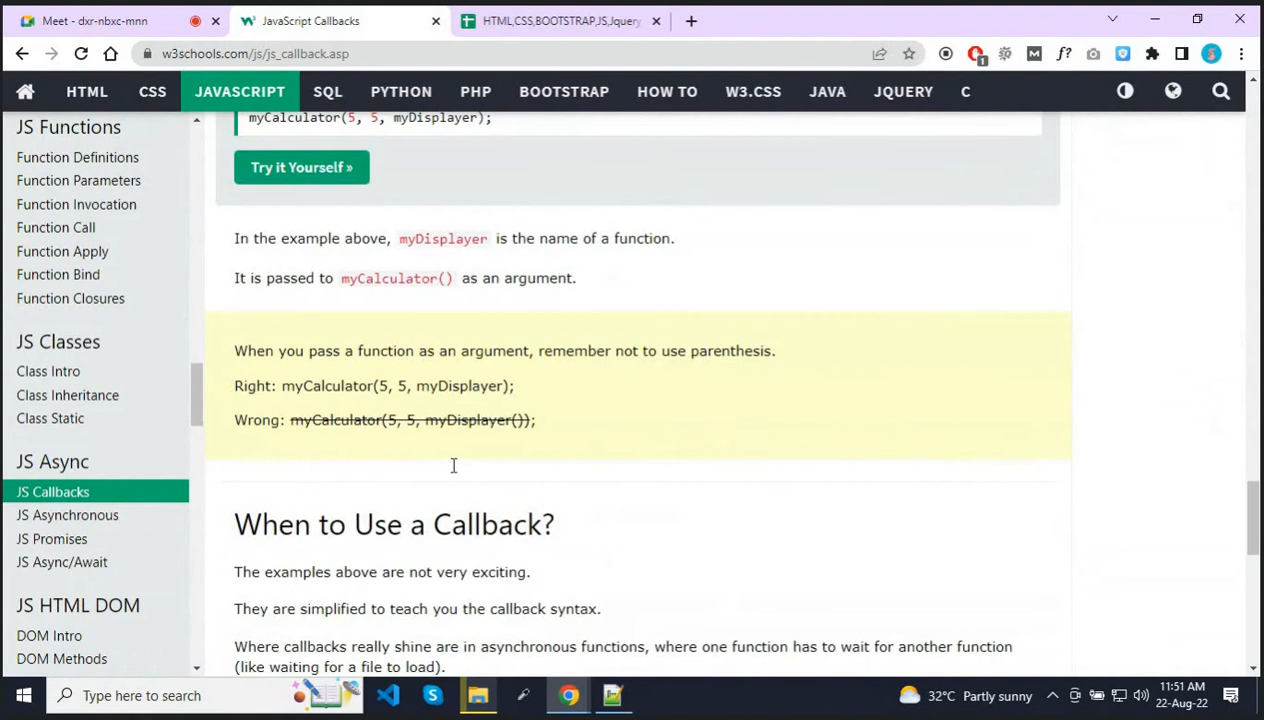 Meet - dxr-nbxc-mnn
JavaScript Callbacks
HTML,CSS,BOOTSTRAP,JS,Jquery
w3schools.com/js/js_callback.asp
1
HTML CSS JAVASCRIPT SQL PYTHON PHP BOOTSTRAP HOW TO W3.CSS JAVA JQUERY C
JS Functions
Function Definitions
Function Parameters
Function Invocation
Function Call
Function Apply
Function Bind
Function Closures
JS Classes
Class Intro
Class Inheritance
Class Static
JS Async
JS Callbacks
JS Asynchronous
JS Promises
JS Async/Await
JS HTML DOM
DOM Intro
DOM Methods
myCalculator(5, 5, myDisplayer);
Try it Yourself »
In the example above, myDisplayer is the name of a function.
It is passed to myCalculator() as an argument.
When you pass a function as an argument, remember not to use parenthesis.
Right: myCalculator(5, 5, myDisplayer);
Wrong: myCalculator(5, 5, myDisplayer());
When to Use a Callback?
The examples above are not very exciting.
They are simplified to teach you the callback syntax.
Where callbacks really shine are in asynchronous functions, where one function has to wait for another function
(like waiting for a file to load).
Type here to search
32°C Partly sunny
11:51 AM
22-Aug-22